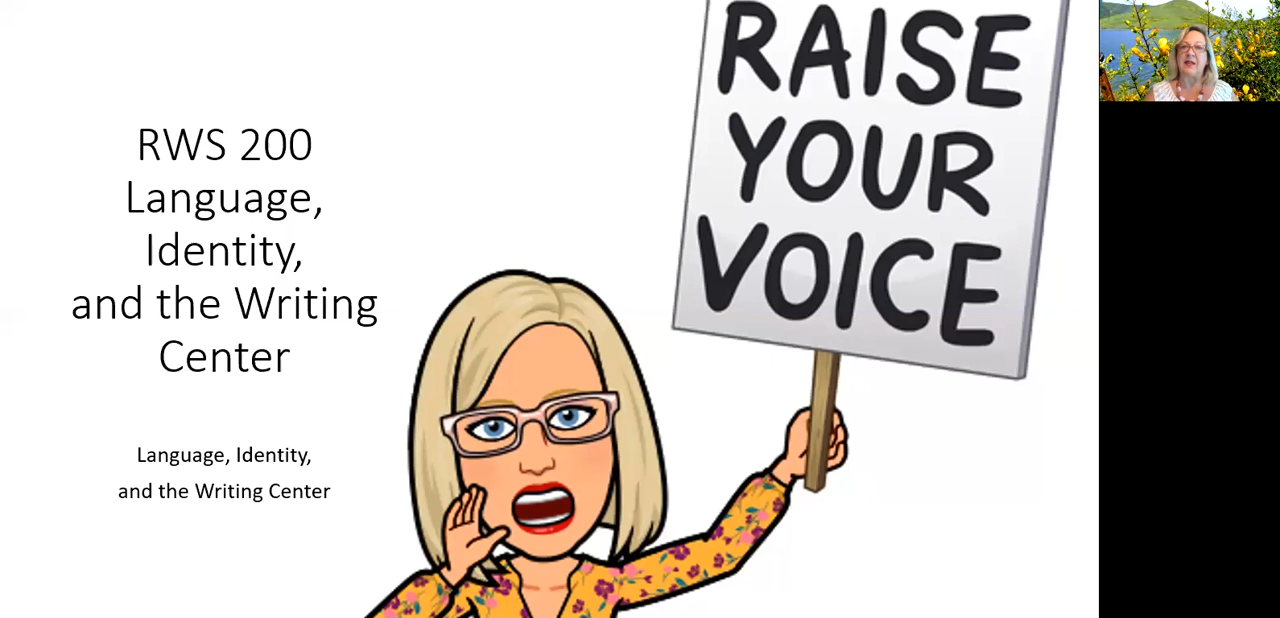 RWS 200
Language,
Identity,
and the Writing
Center
Language, Identity,
and the Writing Center
RAISE
YOUR
VOICE